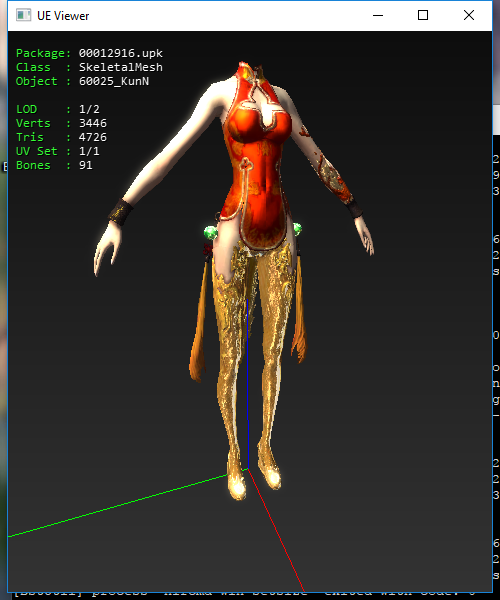 UE Viewer
Package: 00012916.upk
Class : SkeletalMesh
Object : 60025_KunN
LOD : 1/2
Verts : 3446
Tris : 4726
UV Set : 1/1
Bones : 91